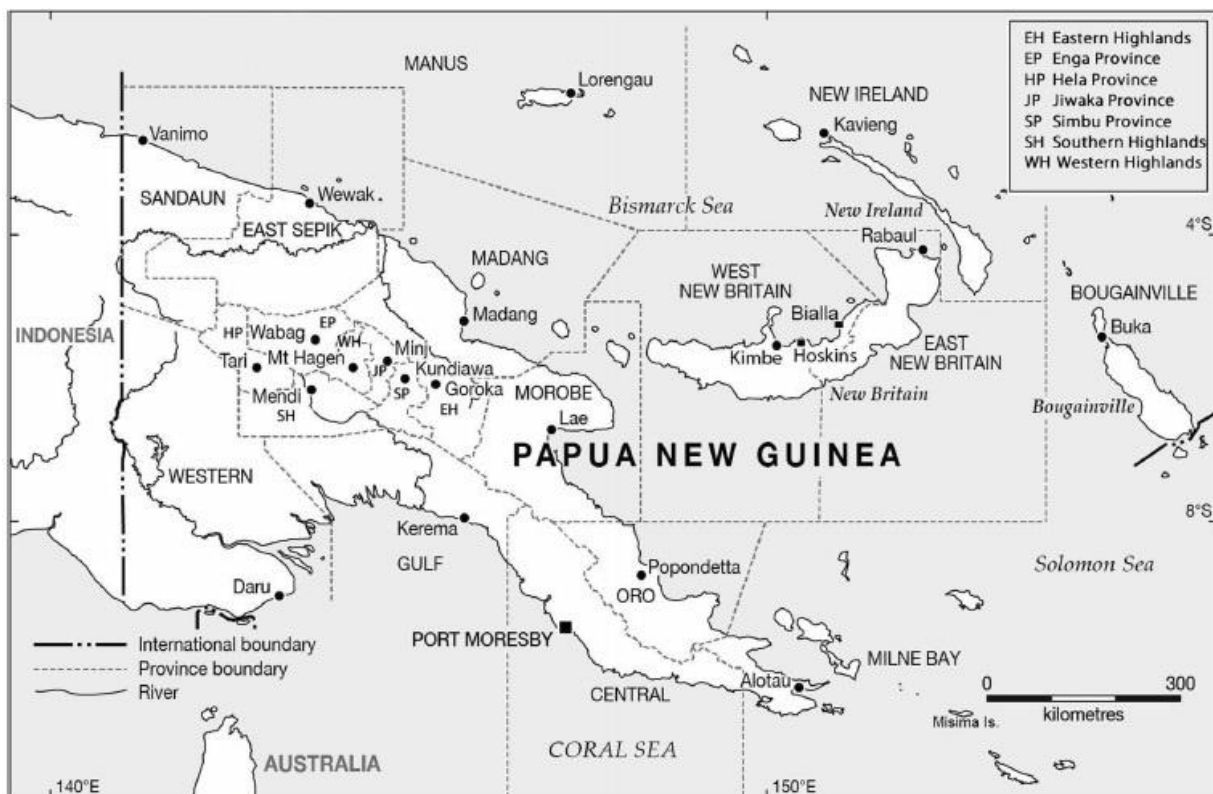 EH Eastern Highlands
EP Enga Province
HP Hela Province
JP Jiwaka Province
SP Simbu Province
SH Southern Highlands
WH Western Highlands
MANUS
Lorengau
NEW IRELAND
Kavieng
Vanimo
SANDAUN
Wewak
EAST SEPIK
Bismarck Sea
New Ireland
Rabaul
4°S
MADANG
WEST
NEW BRITAIN
BOUGAINVILLE
INDONESIA
HP
Wabag
EP
WH
Madang
Bialla
Buka
Tari
Mt Hagen
JP
Minj
Kundiawa
Kimbe
Hoskins
EAST
NEW BRITAIN
Mendi
SH
SP
Goroka
EH
MOROBE
New Britain
Bougainville
Lae
PAPUA NEW GUINEA
WESTERN
Kerema
8°S
GULF
Solomon Sea
Daru
Popondetta
ORO
PORT MORESBY
International boundary
Province boundary
River
MILNE BAY
CENTRAL
Alotau
0
300
kilometres
Misima Is.
CORAL SEA
AUSTRALIA
140°E
150°E